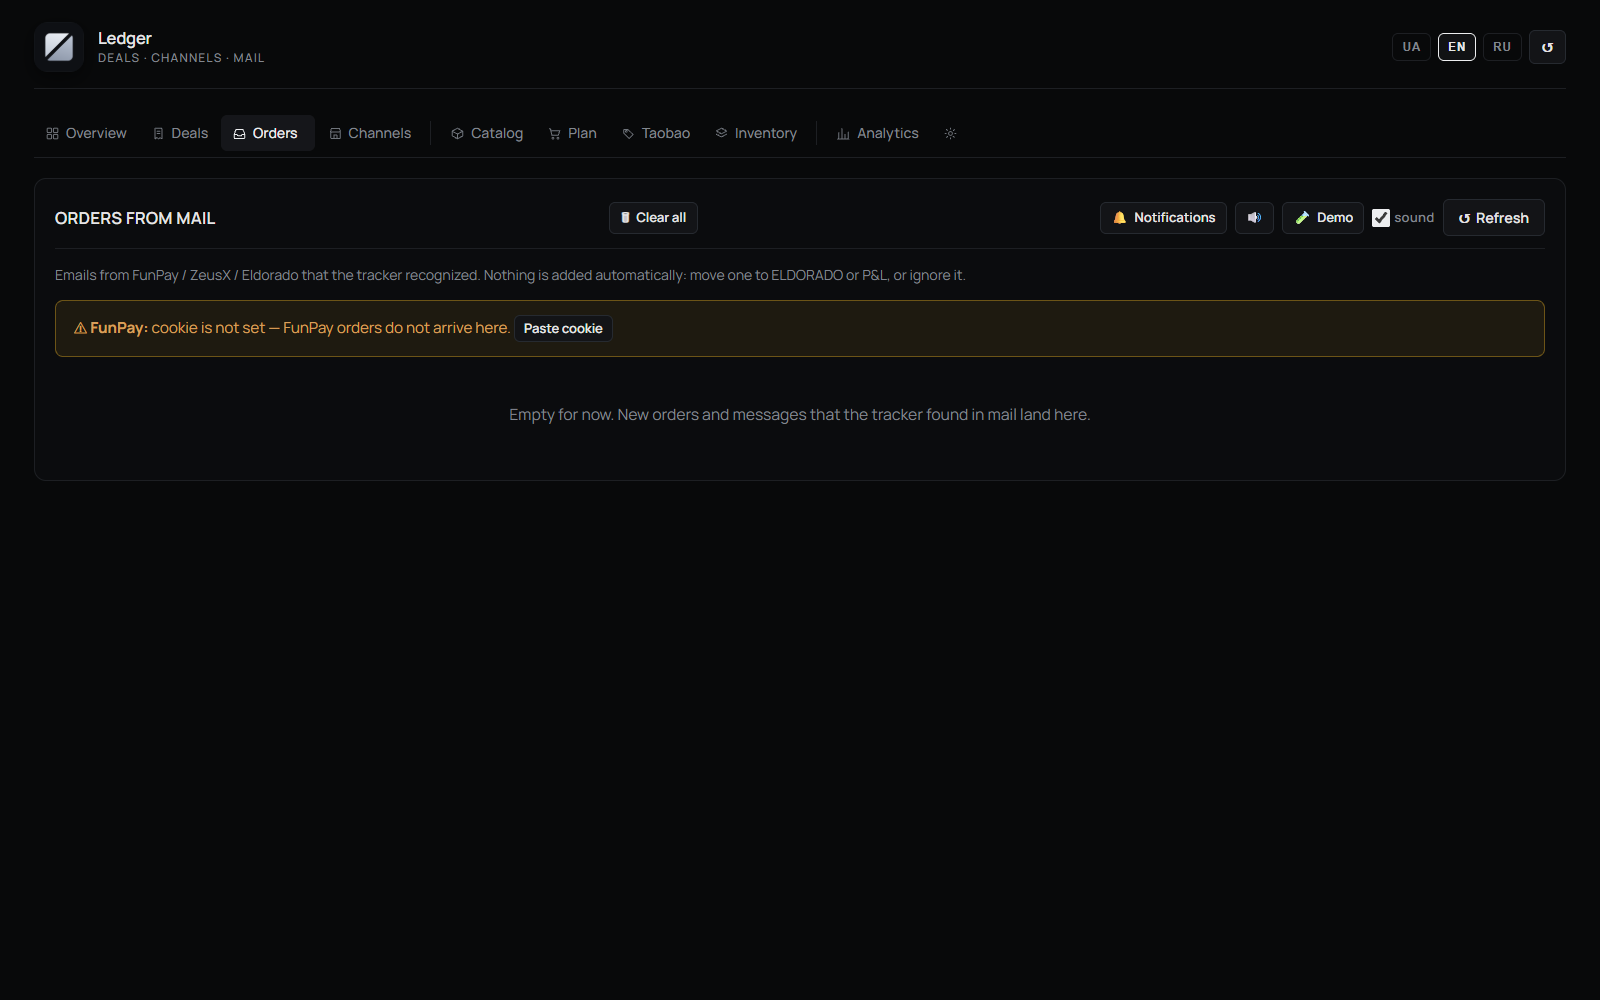 Ledger
DEALS · CHANNELS · MAIL
UA EN RU
Overview Deals Orders Channels Catalog Plan Taobao Inventory Analytics
ORDERS FROM MAIL Clear all Notifications Demo sound Refresh
Emails from FunPay / ZeusX / Eldorado that the tracker recognized. Nothing is added automatically: move one to ELDORADO or P&L, or ignore it.
⚠ FunPay: cookie is not set — FunPay orders do not arrive here. Paste cookie
Empty for now. New orders and messages that the tracker found in mail land here.